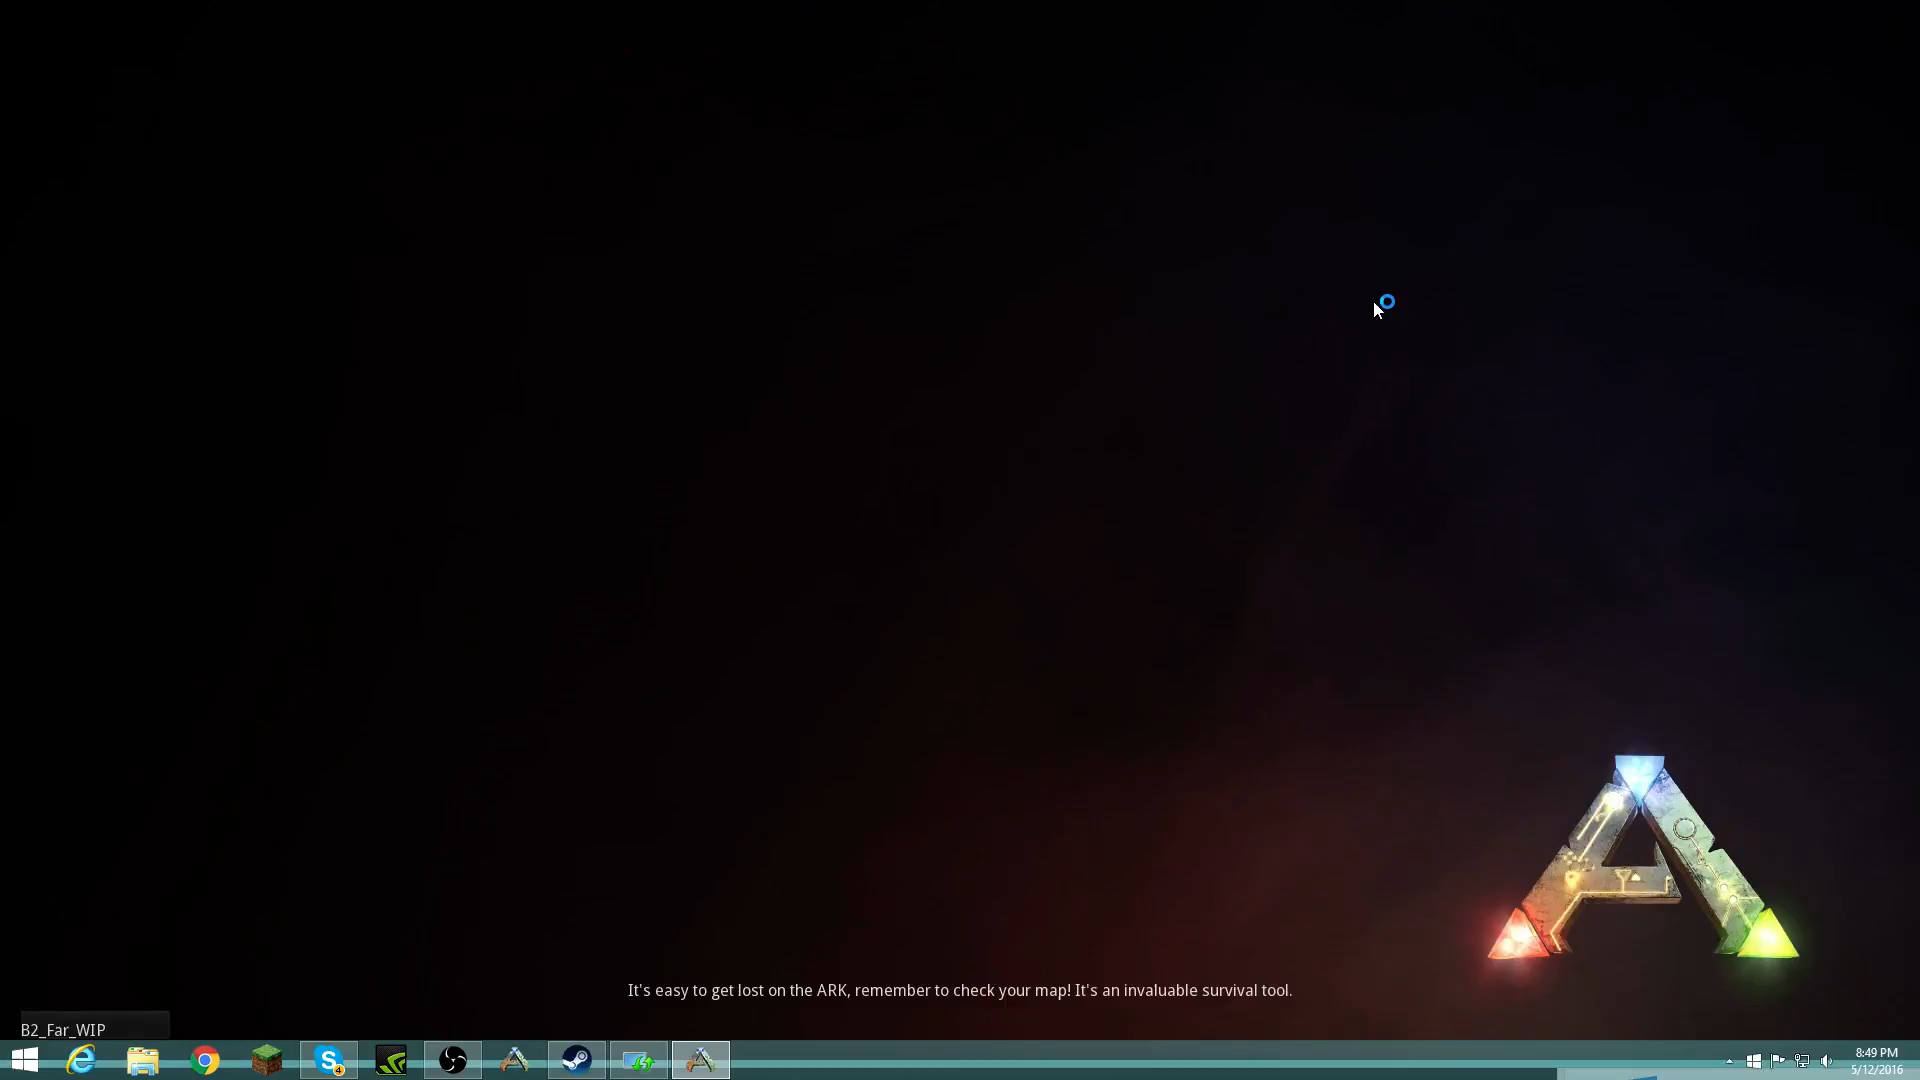 It's easy to get lost on the ARK, remember to check your map! It's an invaluable survival tool.
B2_Far_WIP
4
8:49 PM
5/12/2016